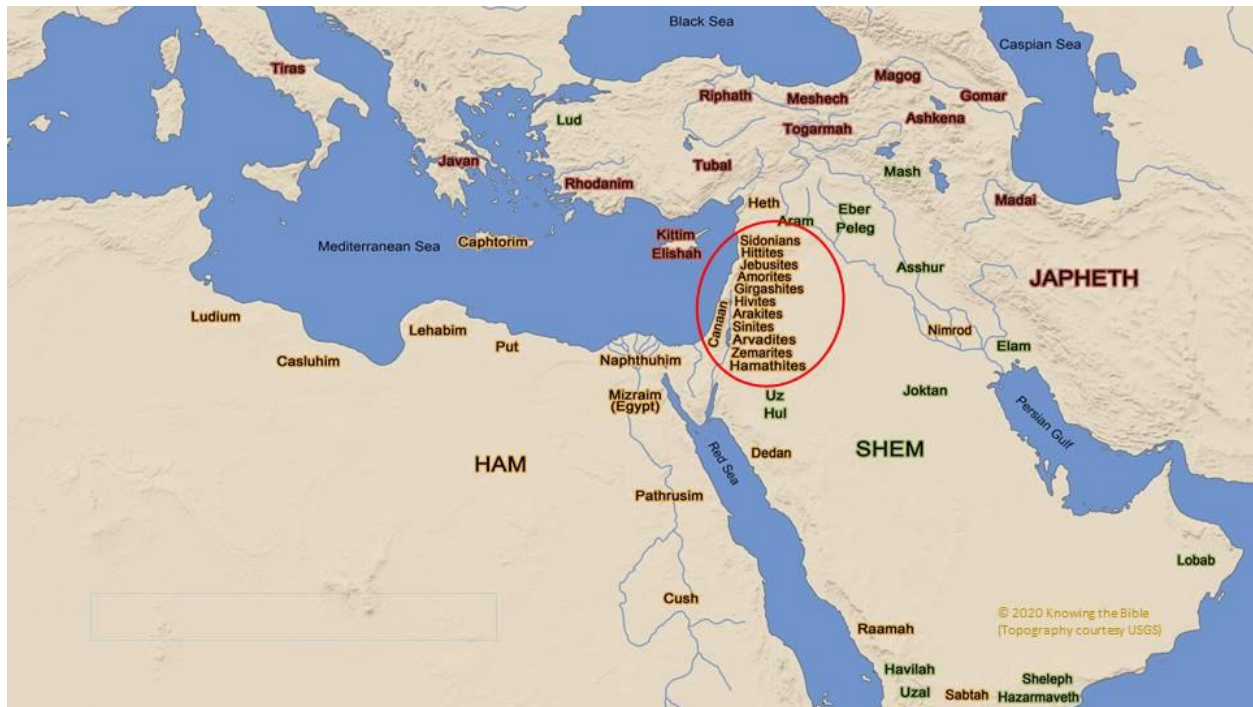 Black Sea
Caspian Sea
Tiras
Magog
Riphath
Meshech
Gomar
Lud
Ashkena
Togarmah
Javan
Tubal
Mash
Rhodanim
Madai
Heth
Aram
Eber
Peleg
Mediterranean Sea
Caphtorim
Kittim
Elishah
Sidonians
Hittites
Jebusites
Amorites
Girgashites
Hivites
Arakites
Sinites
Arvadites
Zemarites
Hamathites
Canaan
Asshur
JAPHETH
Ludium
Lehabim
Put
Casluhim
Naphthuhim
Nimrod
Elam
Mizraim
(Egypt)
Uz
Hul
Joktan
Persian Gulf
HAM
Red Sea
Dedan
SHEM
Pathrusim
Lobab
Cush
© 2020 Knowing the Bible
(Topography courtesy USGS)
Raamah
Havilah
Uzal
Sabtah
Sheleph
Hazarmaveth